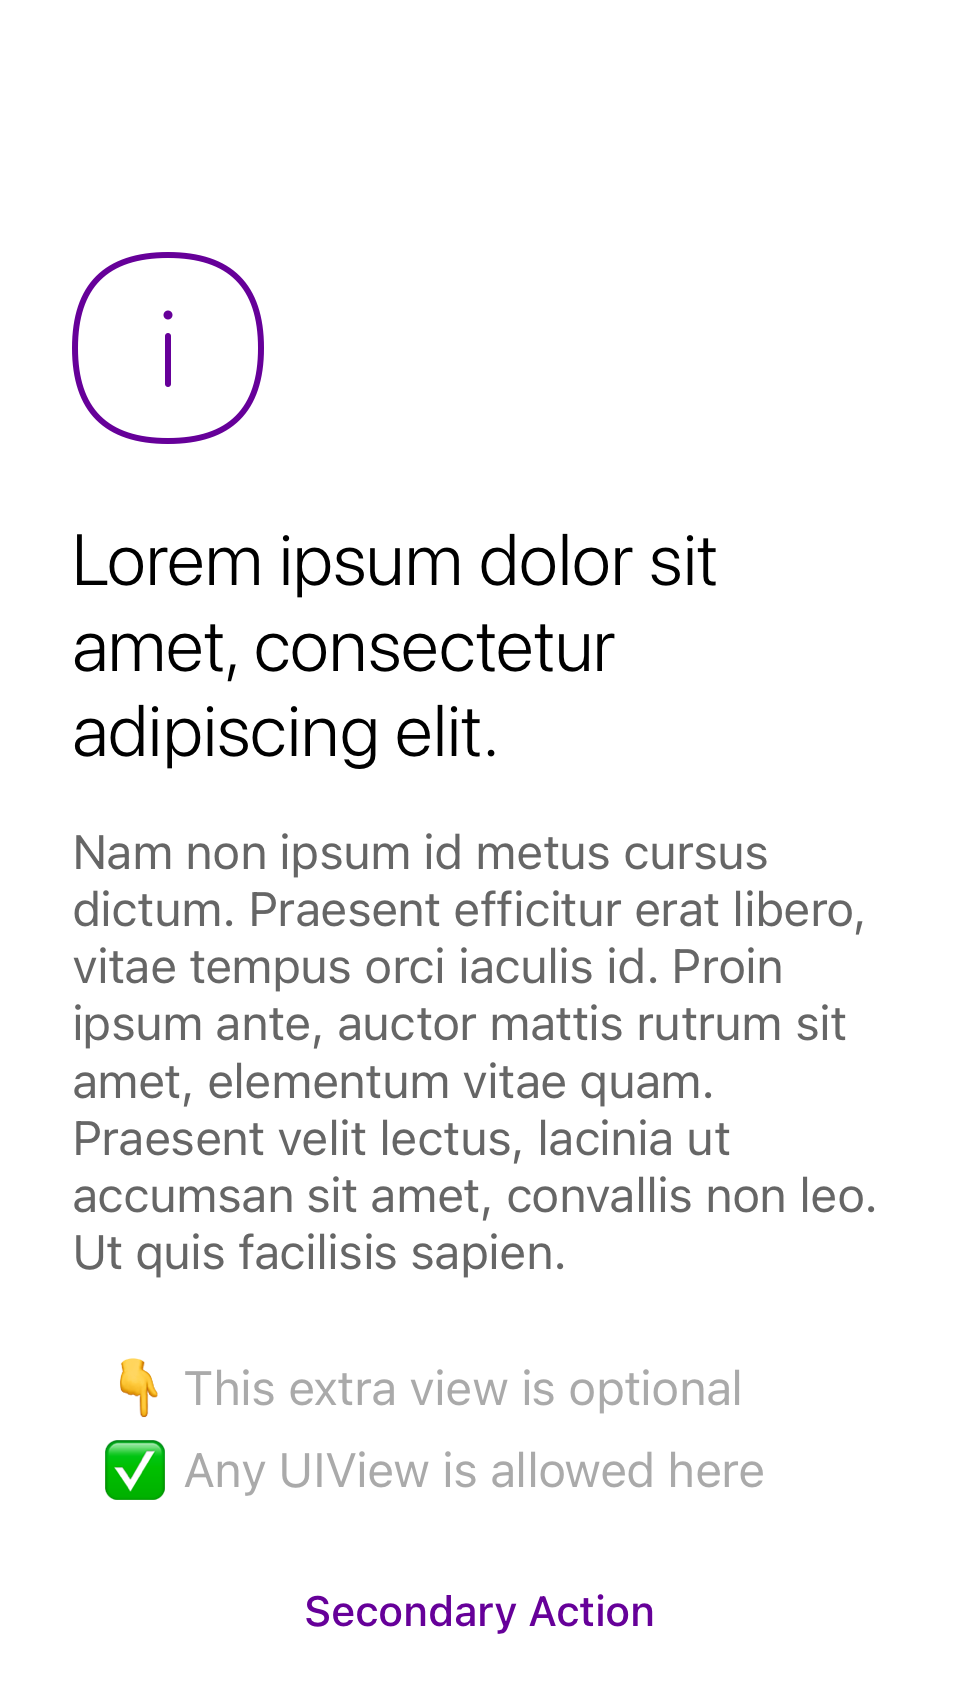 Lorem ipsum dolor sit
amet, consectetur
adipiscing elit.
Nam non ipsum id metus cursus
dictum. Praesent efficitur erat libero,
vitae tempus orci iaculis id. Proin
ipsum ante, auctor mattis rutrum sit
amet, elementum vitae quam.
Praesent velit lectus, lacinia ut
accumsan sit amet, convallis non leo.
Ut quis facilisis sapien.
👇 This extra view is optional
✅ Any UIView is allowed here
Secondary Action